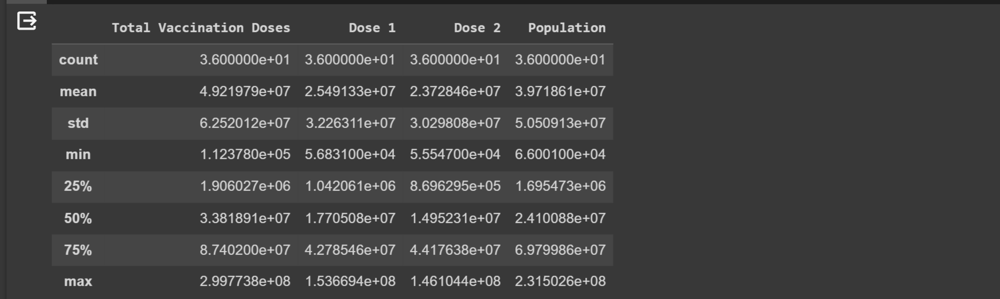 Total Vaccination Doses Dose 1 Dose 2 Population
count 3.600000e+01 3.600000e+01 3.600000e+01 3.600000e+01
mean 4.921979e+07 2.549133e+07 2.372846e+07 3.971861e+07
std 6.252012e+07 3.226311e+07 3.029808e+07 5.050913e+07
min 1.123780e+05 5.683100e+04 5.554700e+04 6.600100e+04
25% 1.906027e+06 1.042061e+06 8.696295e+05 1.695473e+06
50% 3.381891e+07 1.770508e+07 1.495231e+07 2.410088e+07
75% 8.740200e+07 4.278546e+07 4.417638e+07 6.979986e+07
max 2.997738e+08 1.536694e+08 1.461044e+08 2.315026e+08